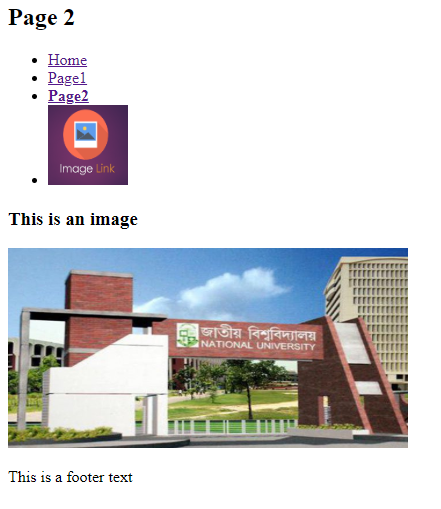 Page 2
Home
Page1
Page2
Image Link
This is an image
জাতীয় বিশ্ববিদ্যালয়
NATIONAL UNIVERSITY
This is a footer text